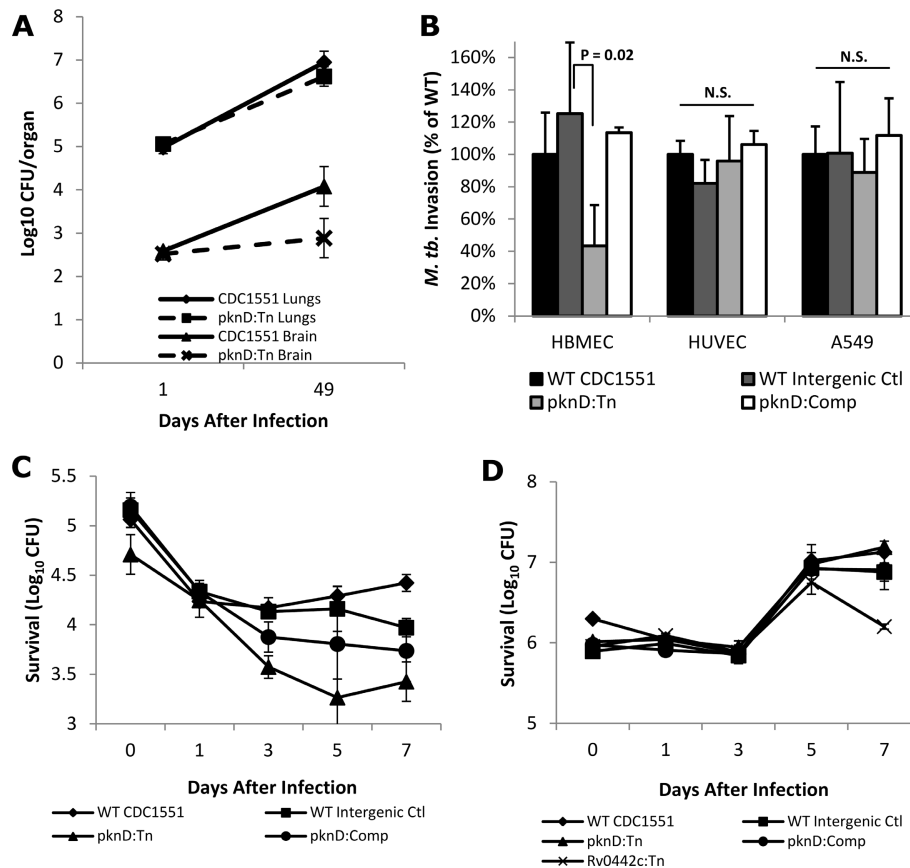 A
8
7
6
5
4
3
2
1
0
Log10 CFU/organ
CDC1551 Lungs
pknD:Tn Lungs
CDC1551 Brain
pknD:Tn Brain
1 49
Days After Infection
B
160%
140%
120%
100%
80%
60%
40%
20%
0%
M. tb. Invasion (% of WT)
P = 0.02
N.S.
N.S.
HBMEC HUVEC A549
WT CDC1551 WT Intergenic Ctl
pknD:Tn pknD:Comp
C
5.5
5
4.5
4
3.5
3
Survival (Log10 CFU)
0 1 3 5 7
Days After Infection
WT CDC1551 WT Intergenic Ctl
pknD:Tn pknD:Comp
D
8
7
6
5
Survival (Log10 CFU)
0 1 3 5 7
Days After Infection
WT CDC1551 WT Intergenic Ctl
pknD:Tn pknD:Comp
Rv0442c:Tn